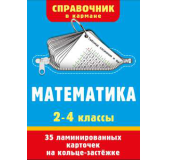 СПРАВОЧНИК
в кармане
МАТЕМАТИКА
2-4 классы
35 ламинированных
карточек
на кольце-застёжке